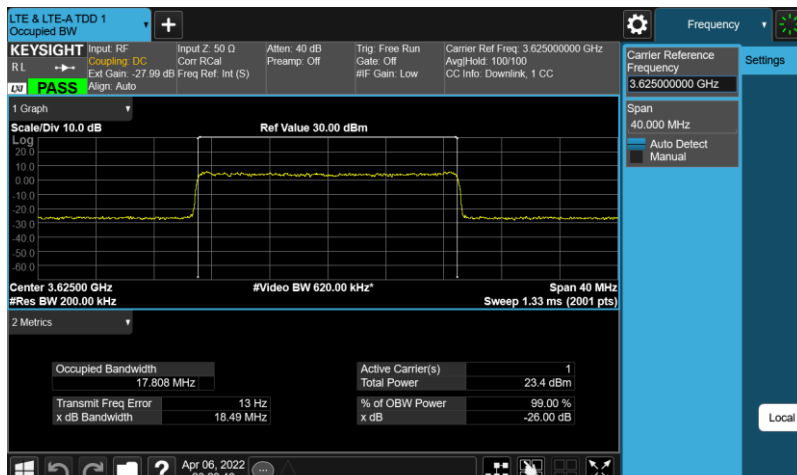 LTE & LTE-A TDD 1
Occupied BW
Frequency
KEYSIGHT
RL
LXI
PASS
Input: RF
Coupling: DC
Ext Gain: -27.99 dB
Align: Auto
Input Z: 50 Ω
Corr RCal
Freq Ref: Int (S)
Atten: 40 dB
Preamp: Off
Trig: Free Run
Gate: Off
#IF Gain: Low
Carrier Ref Freq: 3.625000000 GHz
Avg|Hold: 100/100
CC Info: Downlink, 1 CC
Carrier Reference
Frequency
3.625000000 GHz
Span
40.000 MHz
Auto Detect
Manual
Settings
1 Graph
Scale/Div 10.0 dB
Ref Value 30.00 dBm
Log
20.0
10.0
0.00
-10.0
-20.0
-30.0
-40.0
-50.0
-60.0
Center 3.62500 GHz
#Video BW 620.00 kHz*
Span 40 MHz
#Res BW 200.00 kHz
Sweep 1.33 ms (2001 pts)
2 Metrics
Occupied Bandwidth
17.808 MHz
Transmit Freq Error 13 Hz
x dB Bandwidth 18.49 MHz
Active Carrier(s) 1
Total Power 23.4 dBm
% of OBW Power 99.00 %
x dB -26.00 dB
Local
?
Apr 06, 2022